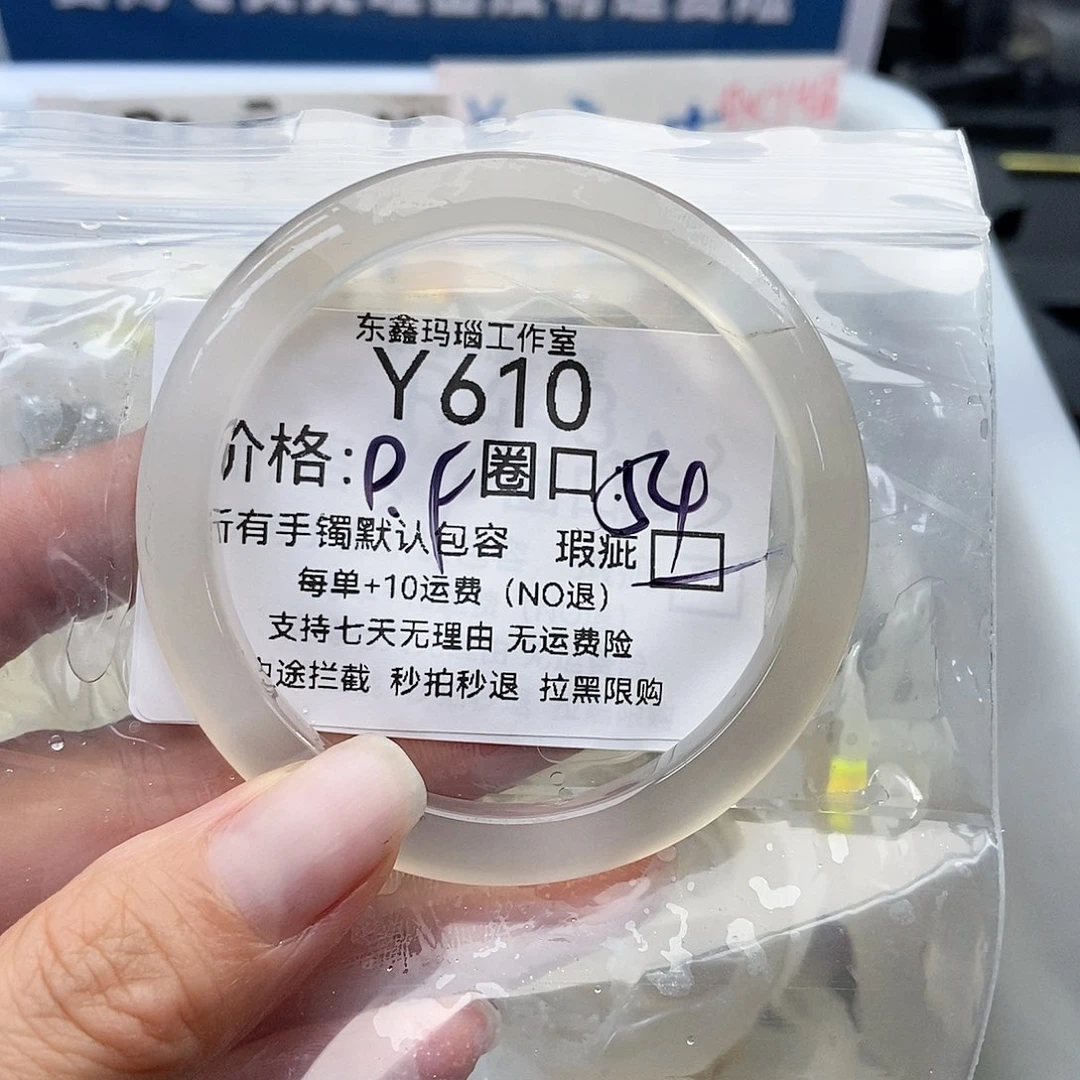 东鑫玛瑙工作室
Y610
价格: P.F 圈口 54
所有手镯默认包容 瑕疵
每单+10运费（NO退）
支持七天无理由 无运费险
中途拦截 秒拍秒退 拉黑限购